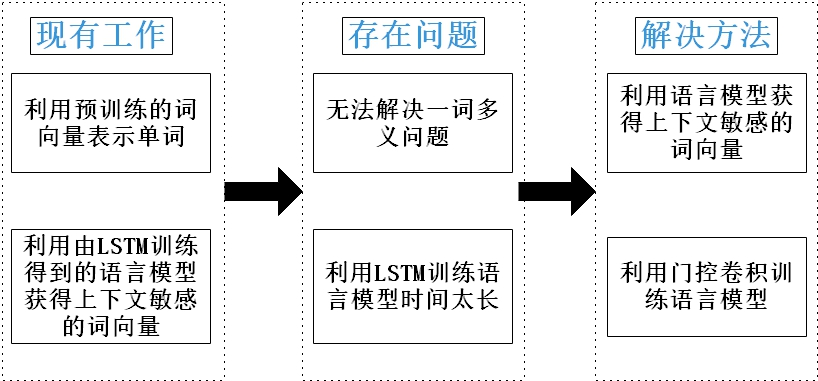 现有工作
利用预训练的词
向量表示单词
利用由LSTM训练
得到的语言模型
获得上下文敏感
的词向量
存在问题
无法解决一词多
义问题
利用LSTM训练语
言模型时间太长
解决方法
利用语言模型获
得上下文敏感的
词向量
利用门控卷积训
练语言模型